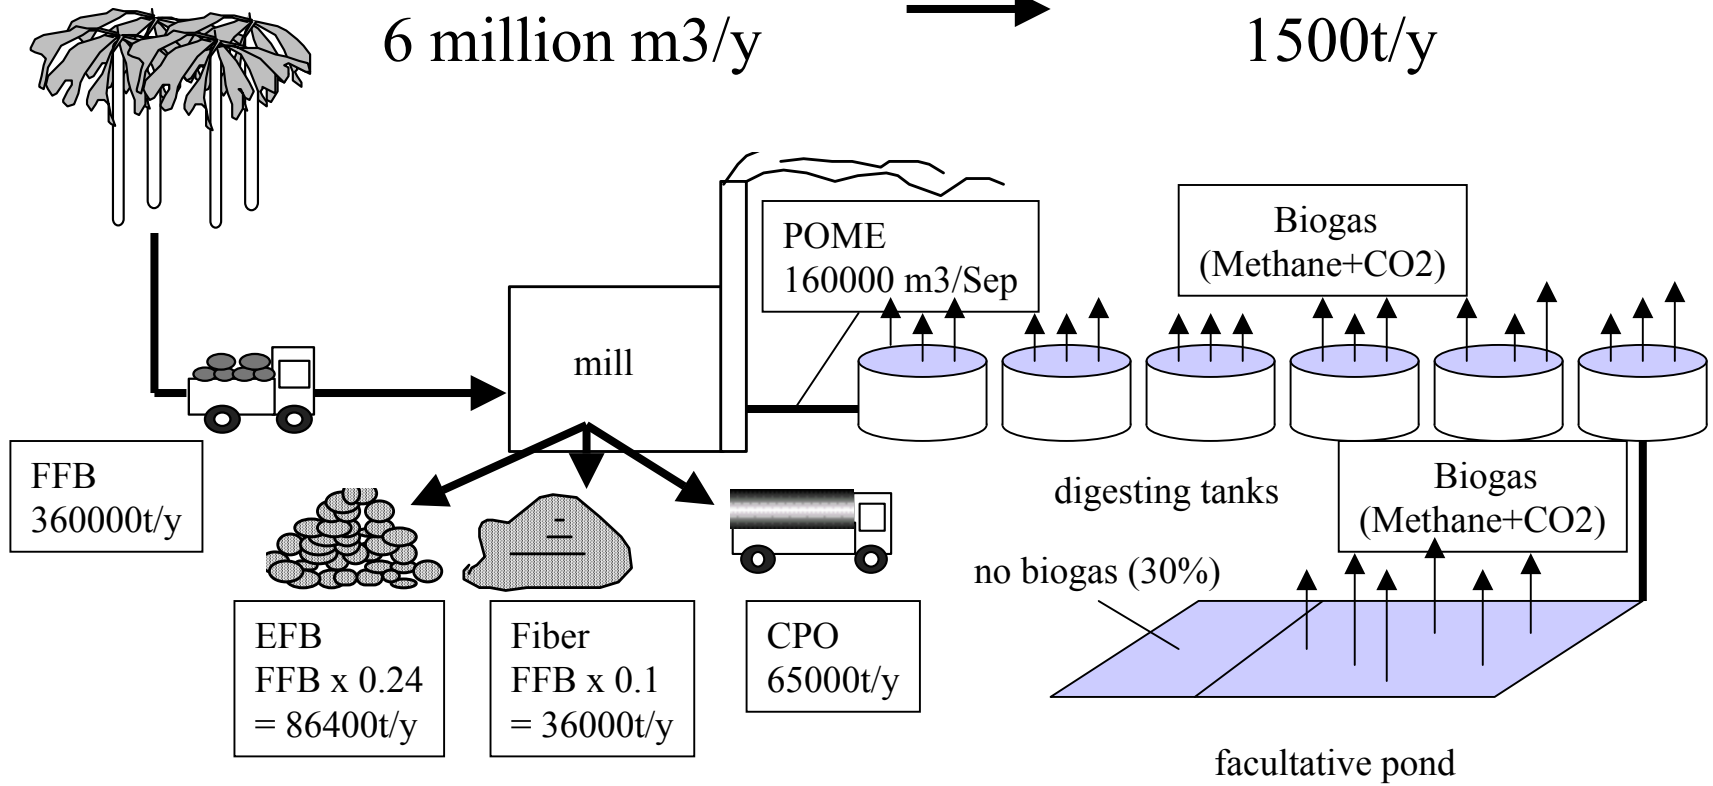 6 million m3/y
1500t/y
POME
160000 m3/Sep
Biogas
(Methane+CO2)
mill
FFB
360000t/y
digesting tanks
Biogas
(Methane+CO2)
no biogas (30%)
EFB
FFB x 0.24
= 86400t/y
Fiber
FFB x 0.1
= 36000t/y
CPO
65000t/y
facultative pond